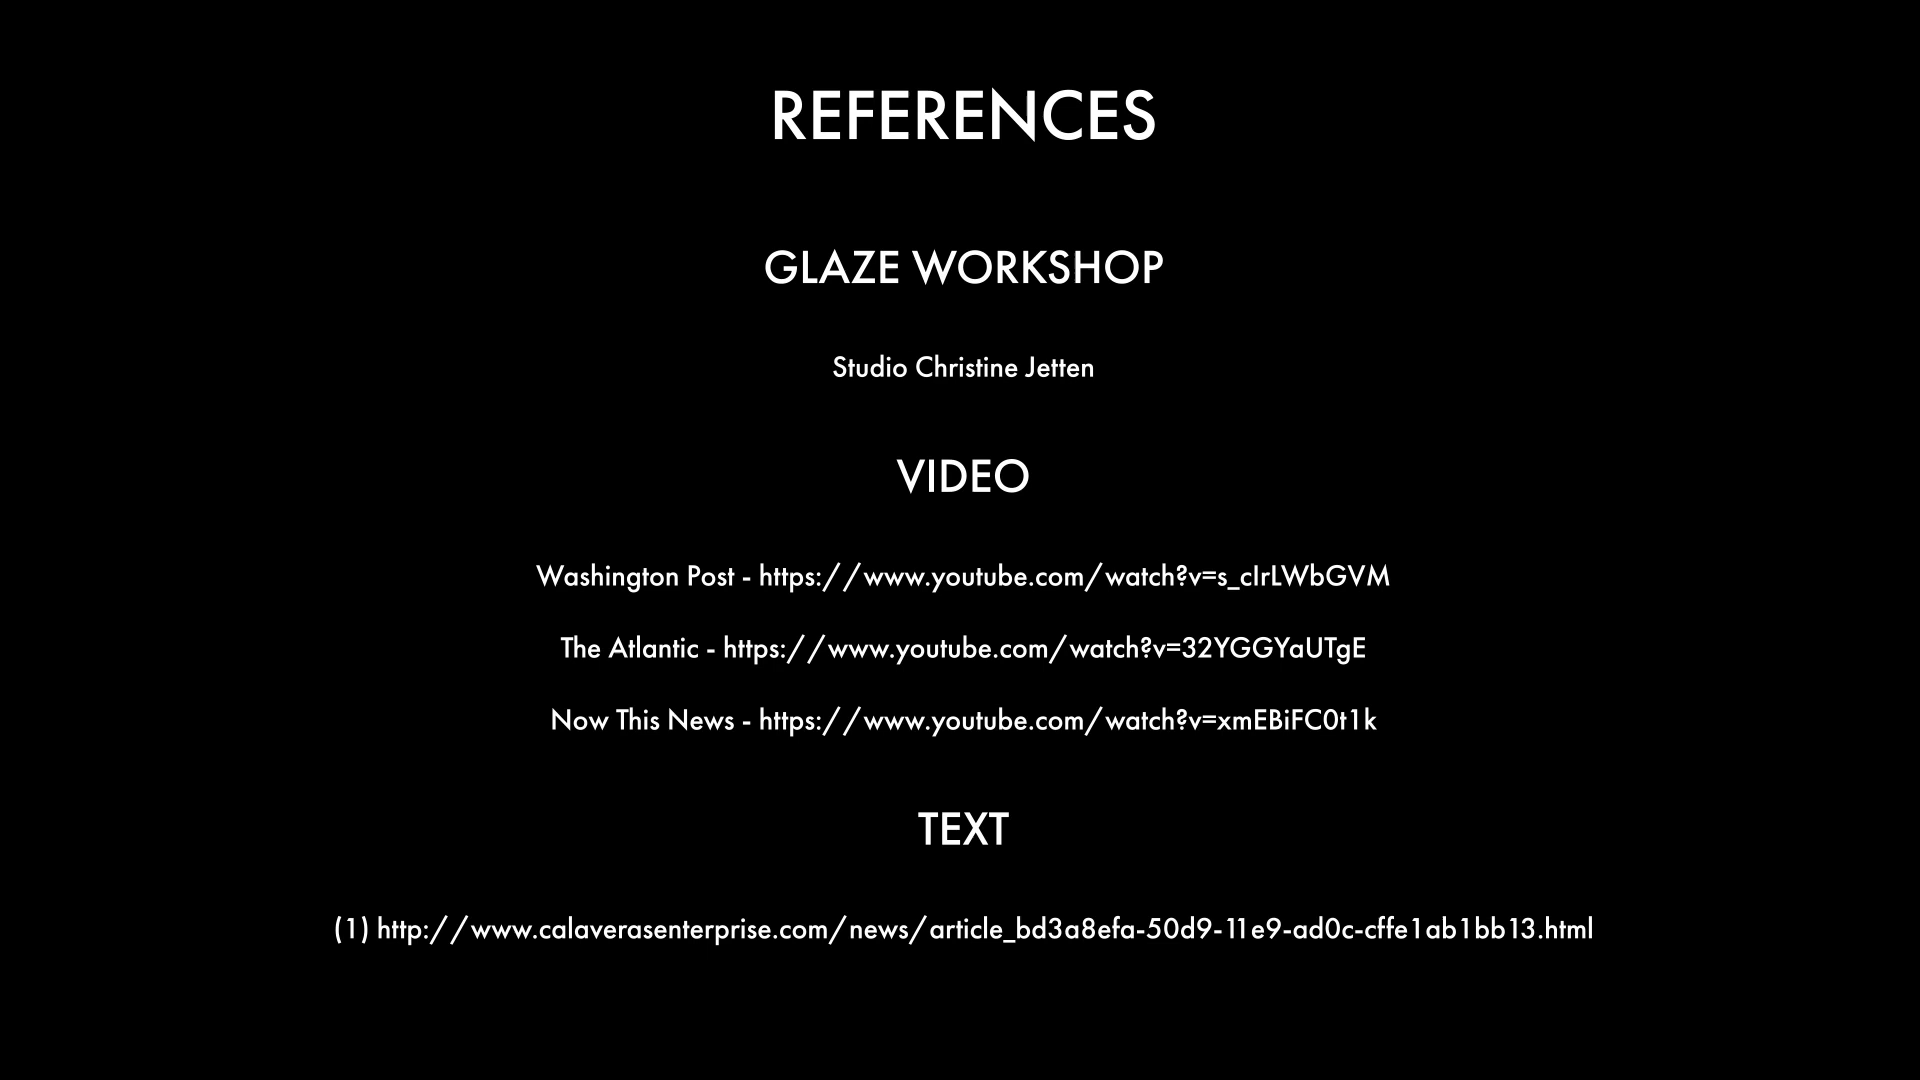 REFERENCES
GLAZE WORKSHOP
Studio Christine Jetten
VIDEO
Washington Post - https://www.youtube.com/watch?v=s_cIrLWbGVM
The Atlantic - https://www.youtube.com/watch?v=32YGGYaUTgE
Now This News - https://www.youtube.com/watch?v=xmEBiFC0t1k
TEXT
(1) http://www.calaverasenterprise.com/news/article_bd3a8efa-50d9-11e9-ad0c-cffe1ab1bb13.html